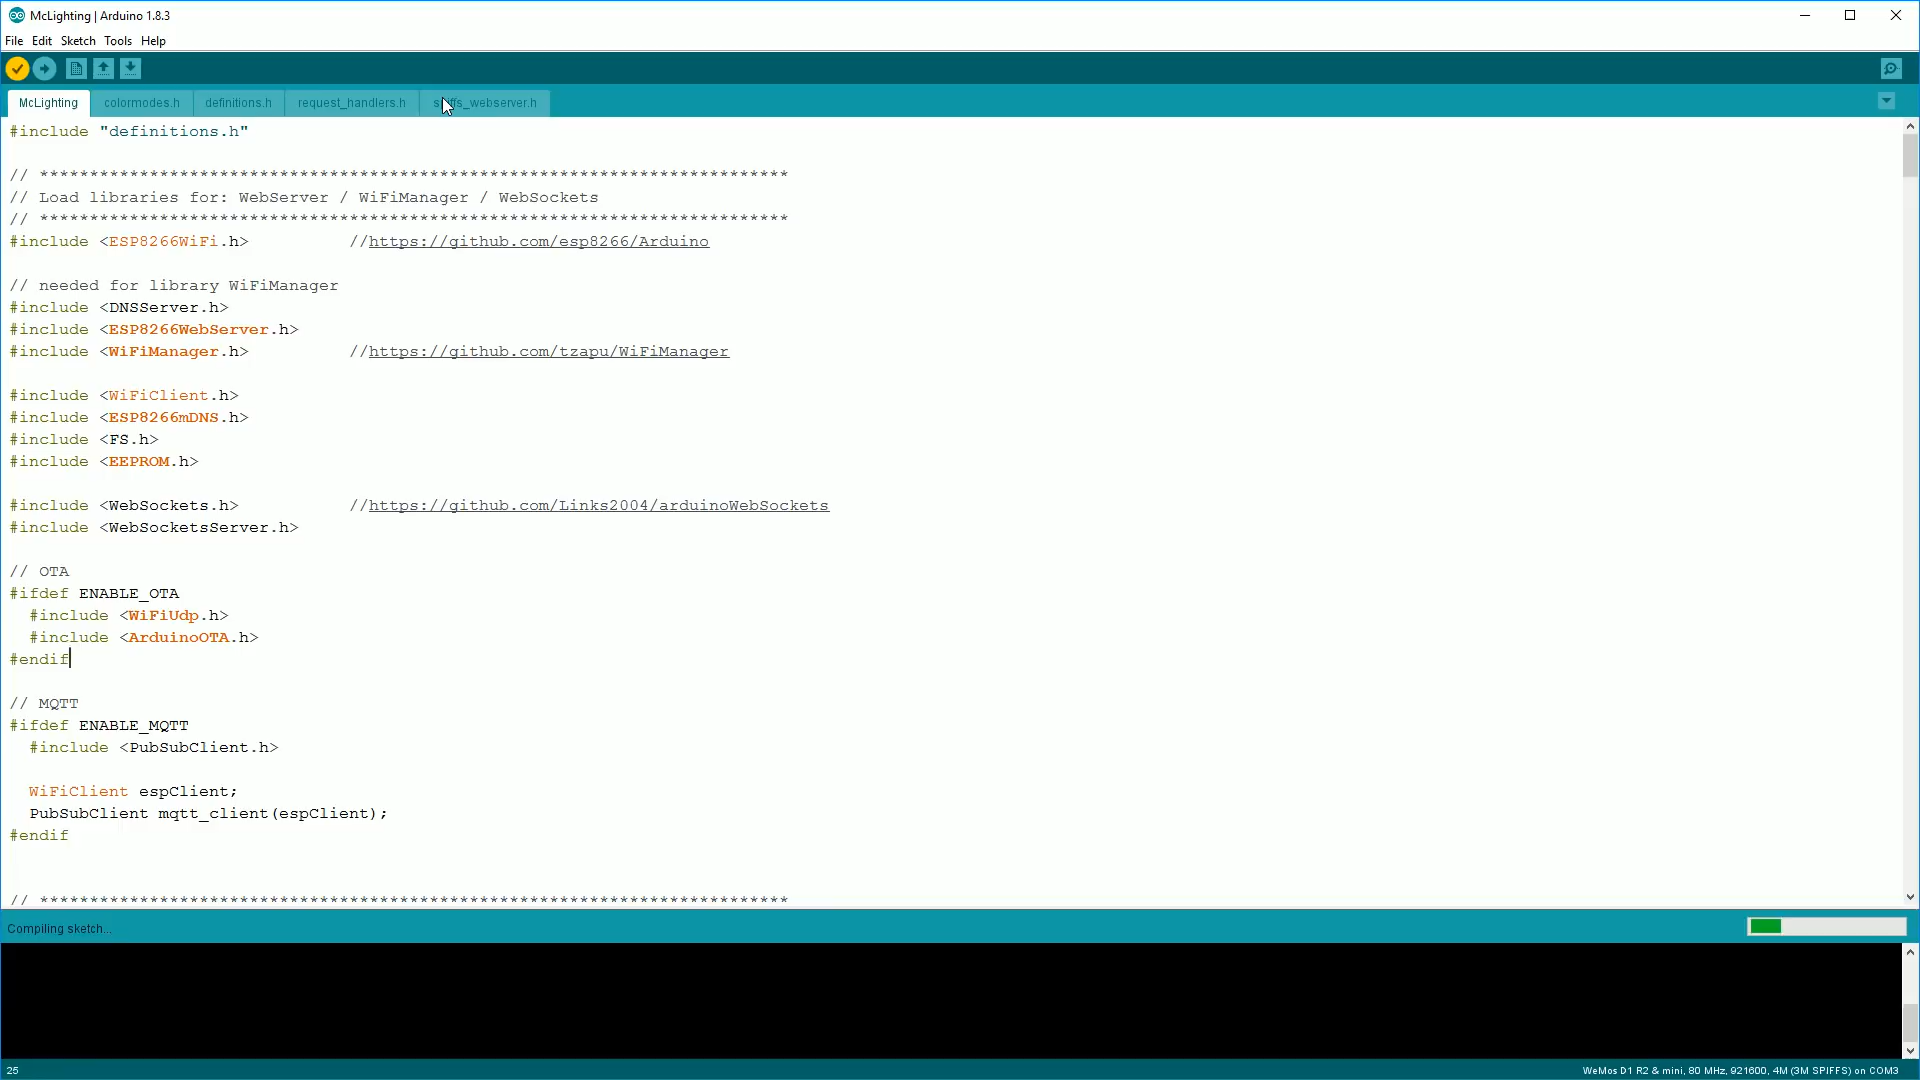 McLighting | Arduino 1.8.3
File Edit Sketch Tools Help
McLighting colormodes.h definitions.h request_handlers.h spiffs_webserver.h
#include "definitions.h"
// ***************************************************************************
// Load libraries for: WebServer / WiFiManager / WebSockets
// ***************************************************************************
#include <ESP8266WiFi.h> //https://github.com/esp8266/Arduino
// needed for library WiFiManager
#include <DNSServer.h>
#include <ESP8266WebServer.h>
#include <WiFiManager.h> //https://github.com/tzapu/WiFiManager
#include <WiFiClient.h>
#include <ESP8266mDNS.h>
#include <FS.h>
#include <EEPROM.h>
#include <WebSockets.h> //https://github.com/Links2004/arduinoWebSockets
#include <WebSocketsServer.h>
// OTA
#ifdef ENABLE_OTA
#include <WiFiUdp.h>
#include <ArduinoOTA.h>
#endif
// MQTT
#ifdef ENABLE_MQTT
#include <PubSubClient.h>
WiFiClient espClient;
PubSubClient mqtt_client(espClient);
#endif
// ***************************************************************************
Compiling sketch...
25 WeMos D1 R2 & mini, 80 MHz, 921600, 4M (3M SPIFFS) on COM3